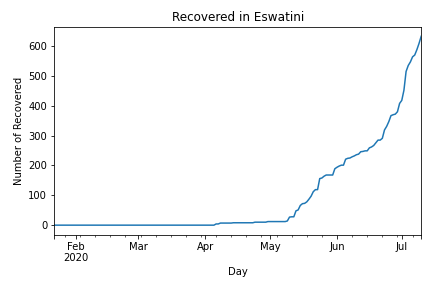 Recovered in Eswatini
Number of Recovered
600
500
400
300
200
100
0
Feb
2020
Mar
Apr
May
Jun
Jul
Day